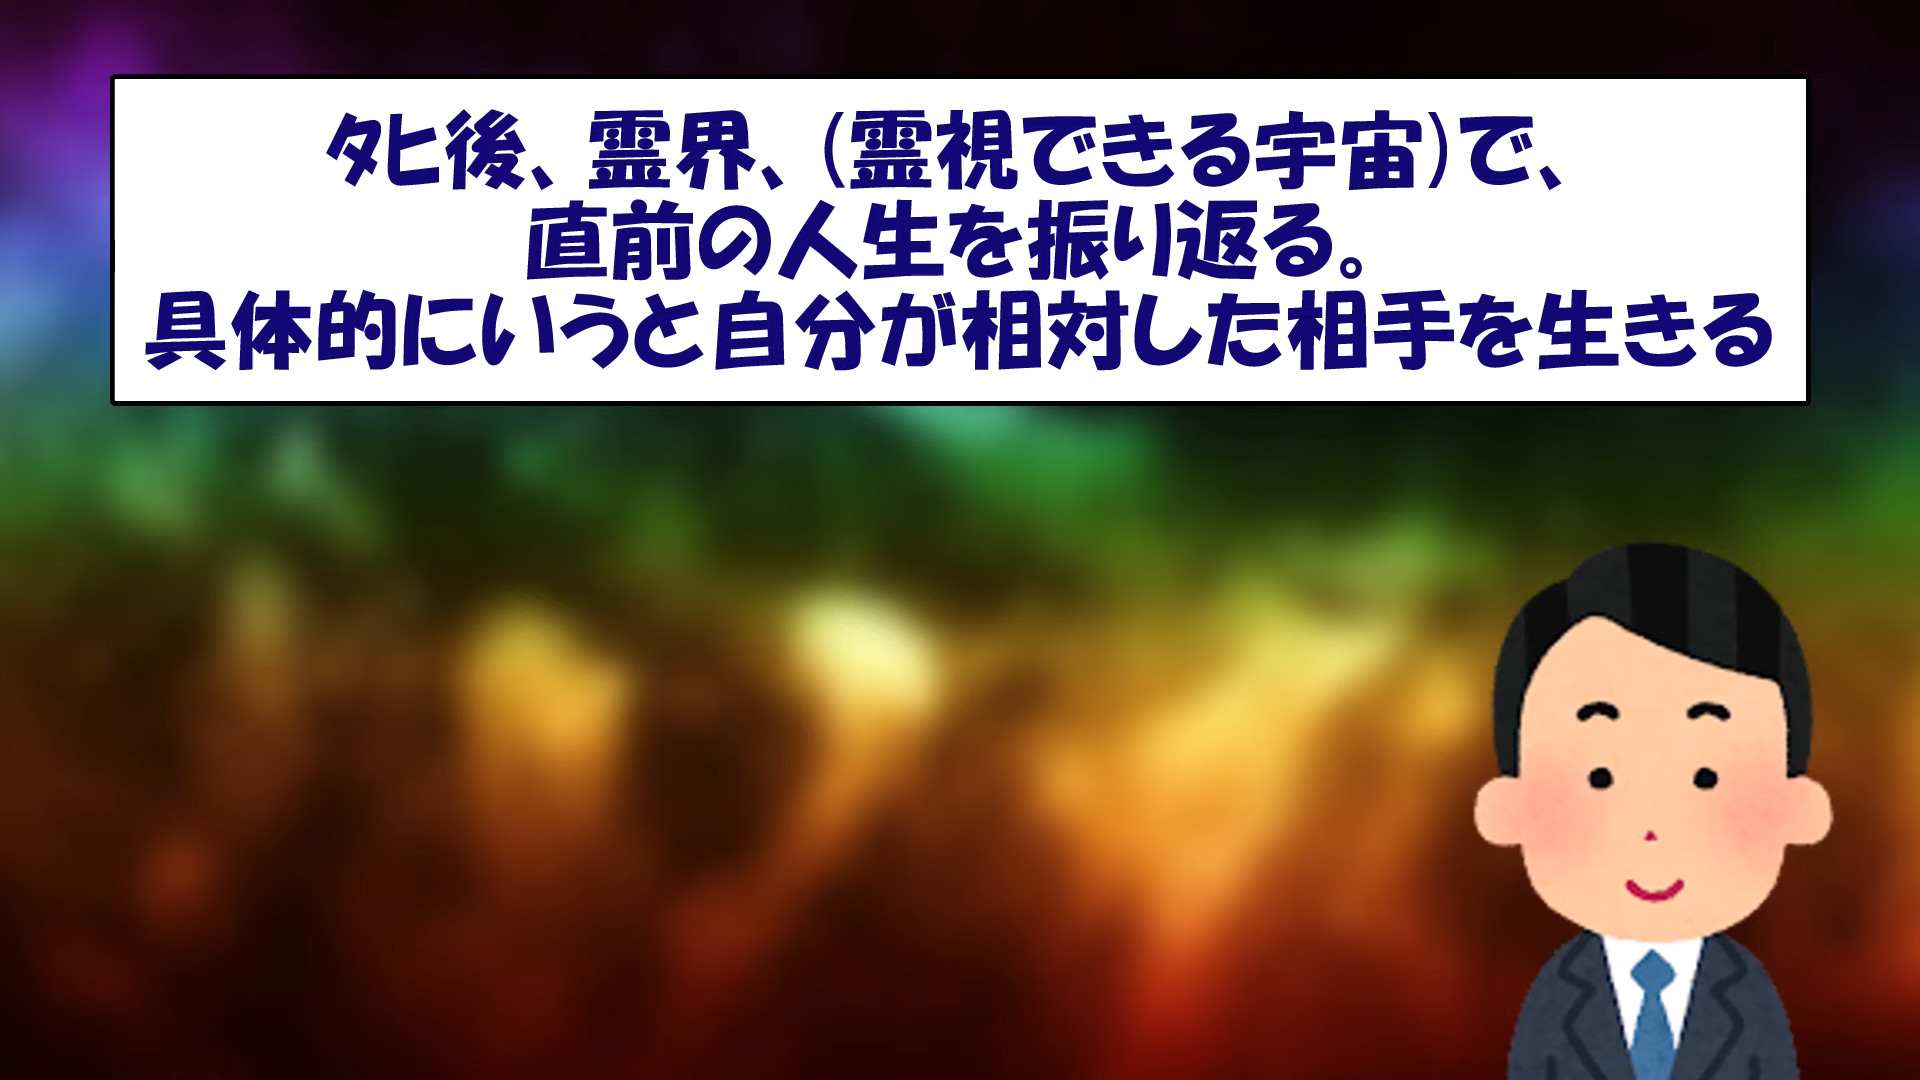 タヒ後、霊界、(霊視できる宇宙)で、
直前の人生を振り返る。
具体的にいうと自分が相対した相手を生きる